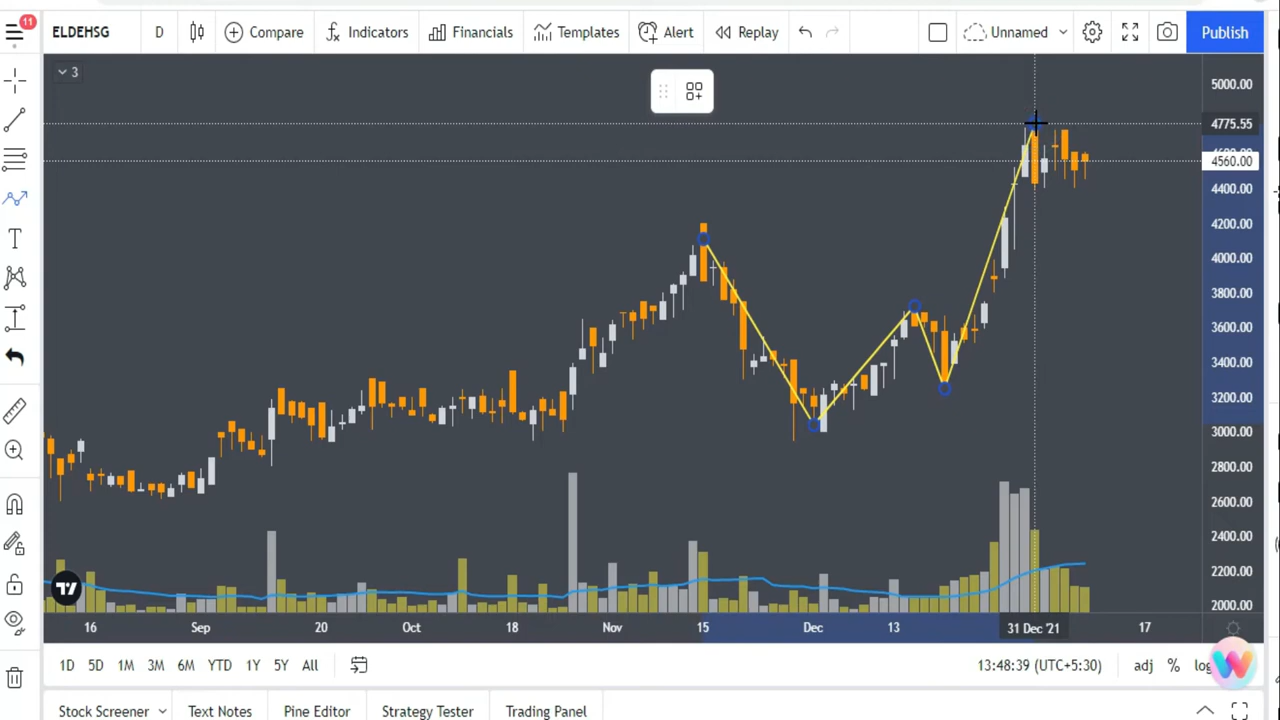 11
ELDEHSG
D
Compare
Indicators
Financials
Templates
Alert
Replay
Unnamed
Publish
3
5000.00
4775.55
4560.00
4400.00
4200.00
4000.00
3800.00
3600.00
3400.00
3200.00
3000.00
2800.00
2600.00
2400.00
2200.00
2000.00
16
Sep
20
Oct
18
Nov
15
Dec
13
31 Dec '21
17
1D
5D
1M
3M
6M
YTD
1Y
5Y
All
13:48:39 (UTC+5:30)
adj
%
Stock Screener
Text Notes
Pine Editor
Strategy Tester
Trading Panel